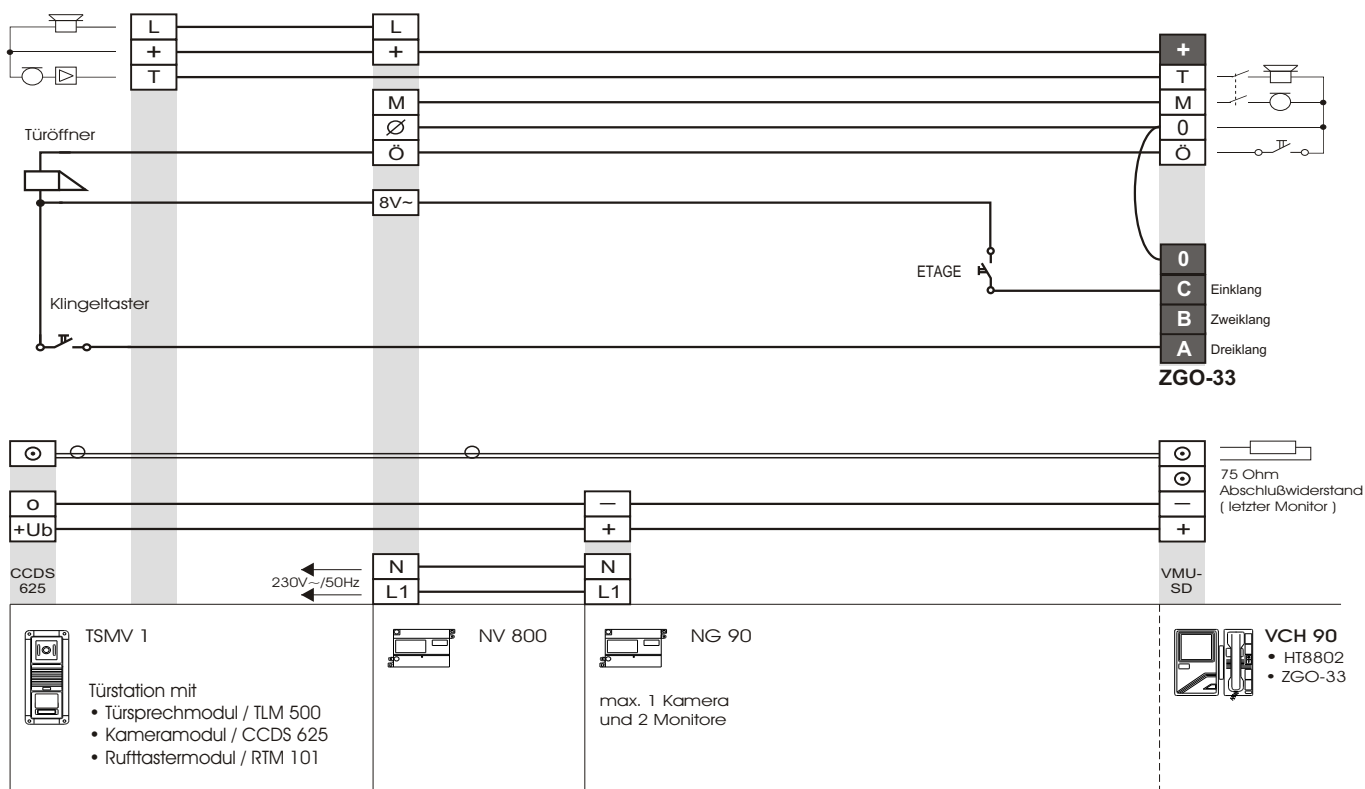 L L
+ + +
T T
M M
Türöffner Ø 0
Ö Ö
8V~
0
ETAGE C Einklang
Klingeltaster B Zweiklang
A Dreiklang
ZGO-33
75 Ohm
Abschlußwiderstand
( letzter Monitor )
o — —
+Ub + +
CCDS
625
230V~/50Hz
N N
L1 L1
VMU-
SD
TSMV 1
Türstation mit
• Türsprechmodul / TLM 500
• Kameramodul / CCDS 625
• Rufttastermodul / RTM 101
NV 800
NG 90
max. 1 Kamera
und 2 Monitore
VCH 90
• HT8802
• ZGO-33